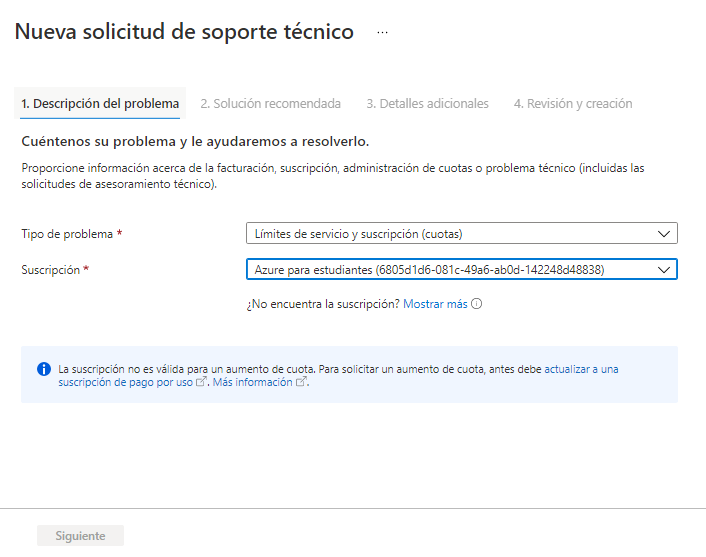 Nueva solicitud de soporte técnico ...
1. Descripción del problema 2. Solución recomendada 3. Detalles adicionales 4. Revisión y creación
Cuéntenos su problema y le ayudaremos a resolverlo.
Proporcione información acerca de la facturación, suscripción, administración de cuotas o problema técnico (incluidas las
solicitudes de asesoramiento técnico).
Tipo de problema * Límites de servicio y suscripción (cuotas)
Suscripción * Azure para estudiantes (6805d1d6-081c-49a6-ab0d-142248d48838)
¿No encuentra la suscripción? Mostrar más
La suscripción no es válida para un aumento de cuota. Para solicitar un aumento de cuota, antes debe actualizar a una
suscripción de pago por uso. Más información.
Siguiente